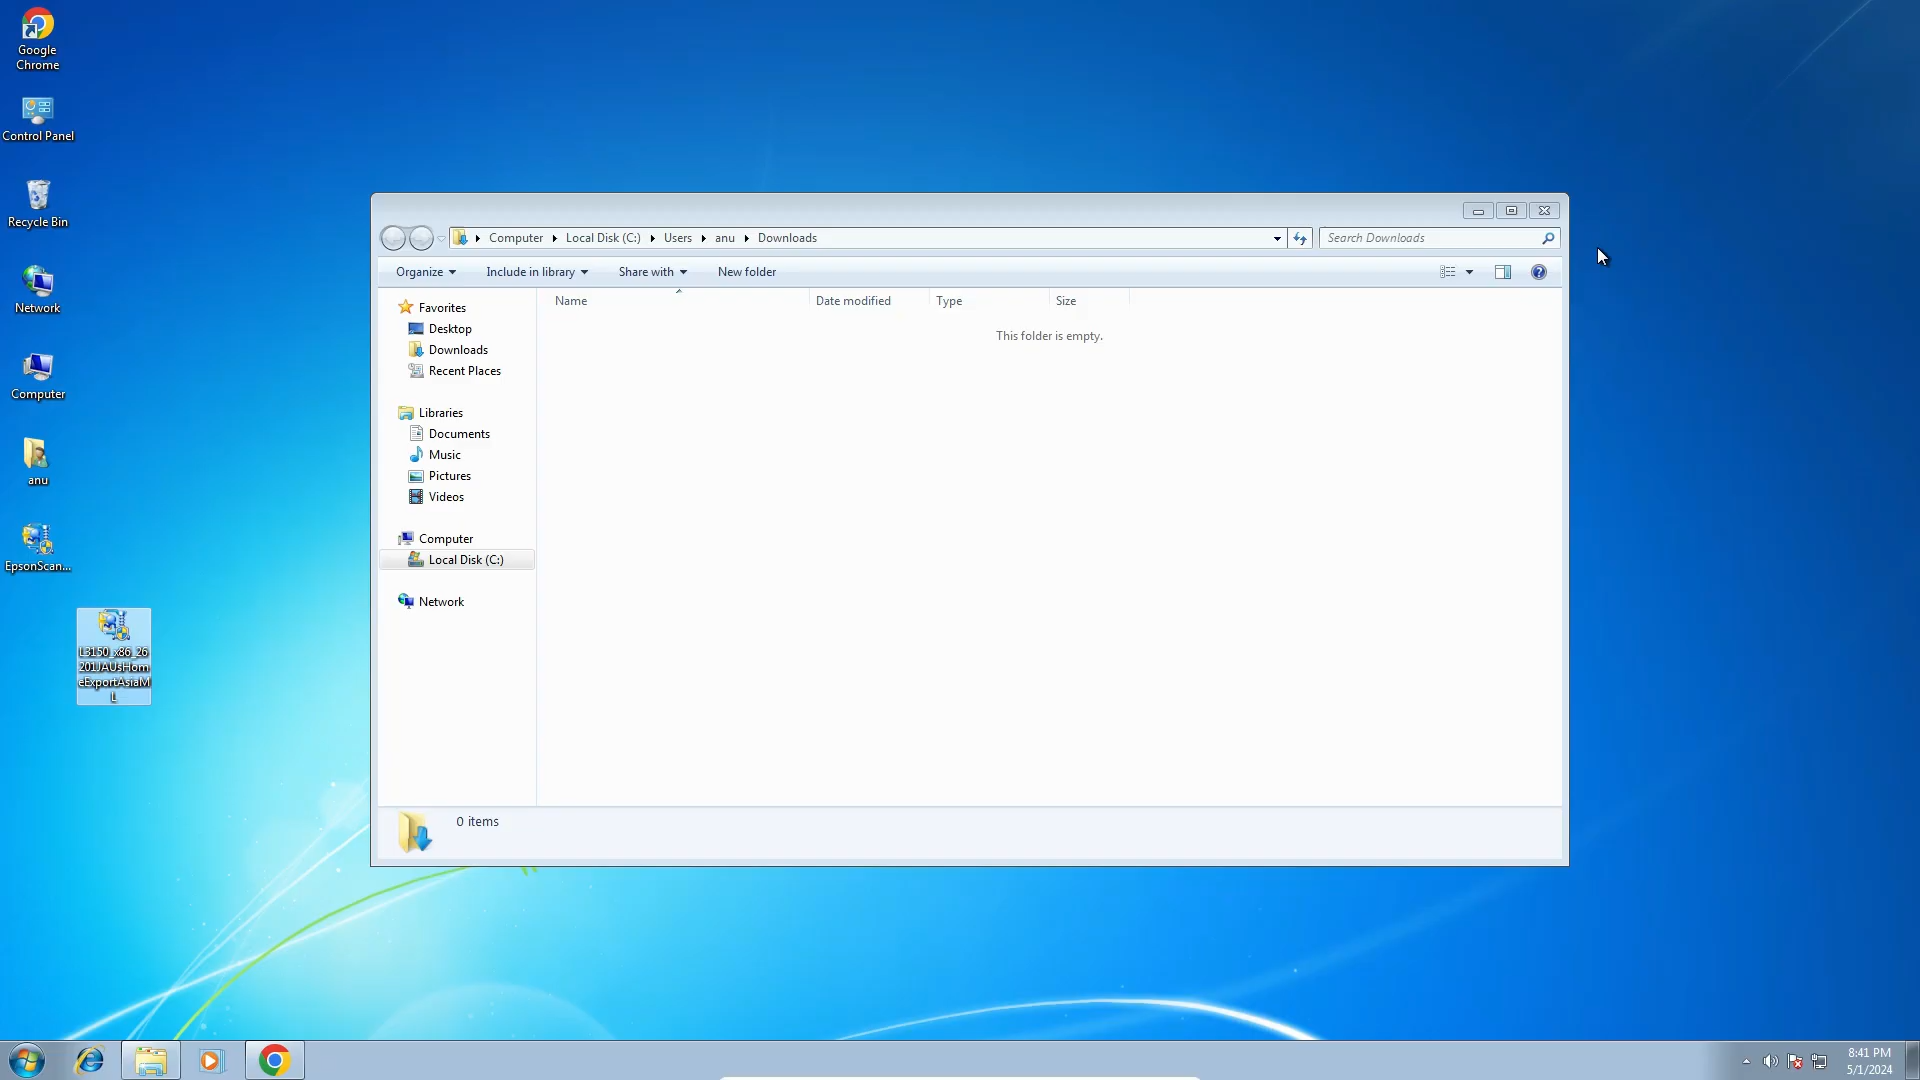 Google
Chrome
Control Panel
Recycle Bin
Network
Computer
anu
EpsonScan...
L3150_x86_26
201JAUsHom
eExportAsiaM
L
Computer
Local Disk (C:)
Users
anu
Downloads
Search Downloads
Organize
Include in library
Share with
New folder
Name
Date modified
Type
Size
This folder is empty.
Favorites
Desktop
Downloads
Recent Places
Libraries
Documents
Music
Pictures
Videos
Computer
Local Disk (C:)
Network
0 items
8:41 PM
5/1/2024